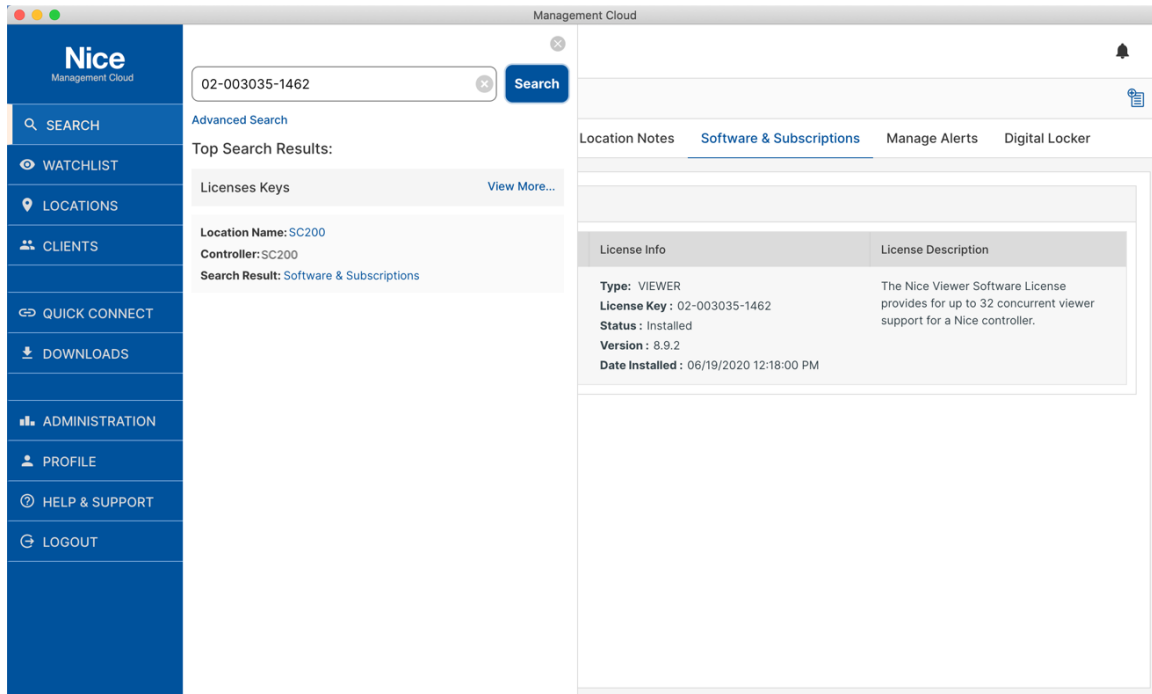 Management Cloud
Nice
Management Cloud
SEARCH
WATCHLIST
LOCATIONS
CLIENTS
QUICK CONNECT
DOWNLOADS
ADMINISTRATION
PROFILE
HELP & SUPPORT
LOGOUT
02-003035-1462
Search
Advanced Search
Top Search Results:
Licenses Keys View More...
Location Name: SC200
Controller: SC200
Search Result: Software & Subscriptions
Location Notes Software & Subscriptions Manage Alerts Digital Locker
License Info License Description
Type: VIEWER
License Key : 02-003035-1462
Status : Installed
Version : 8.9.2
Date Installed : 06/19/2020 12:18:00 PM
The Nice Viewer Software License
provides for up to 32 concurrent viewer
support for a Nice controller.